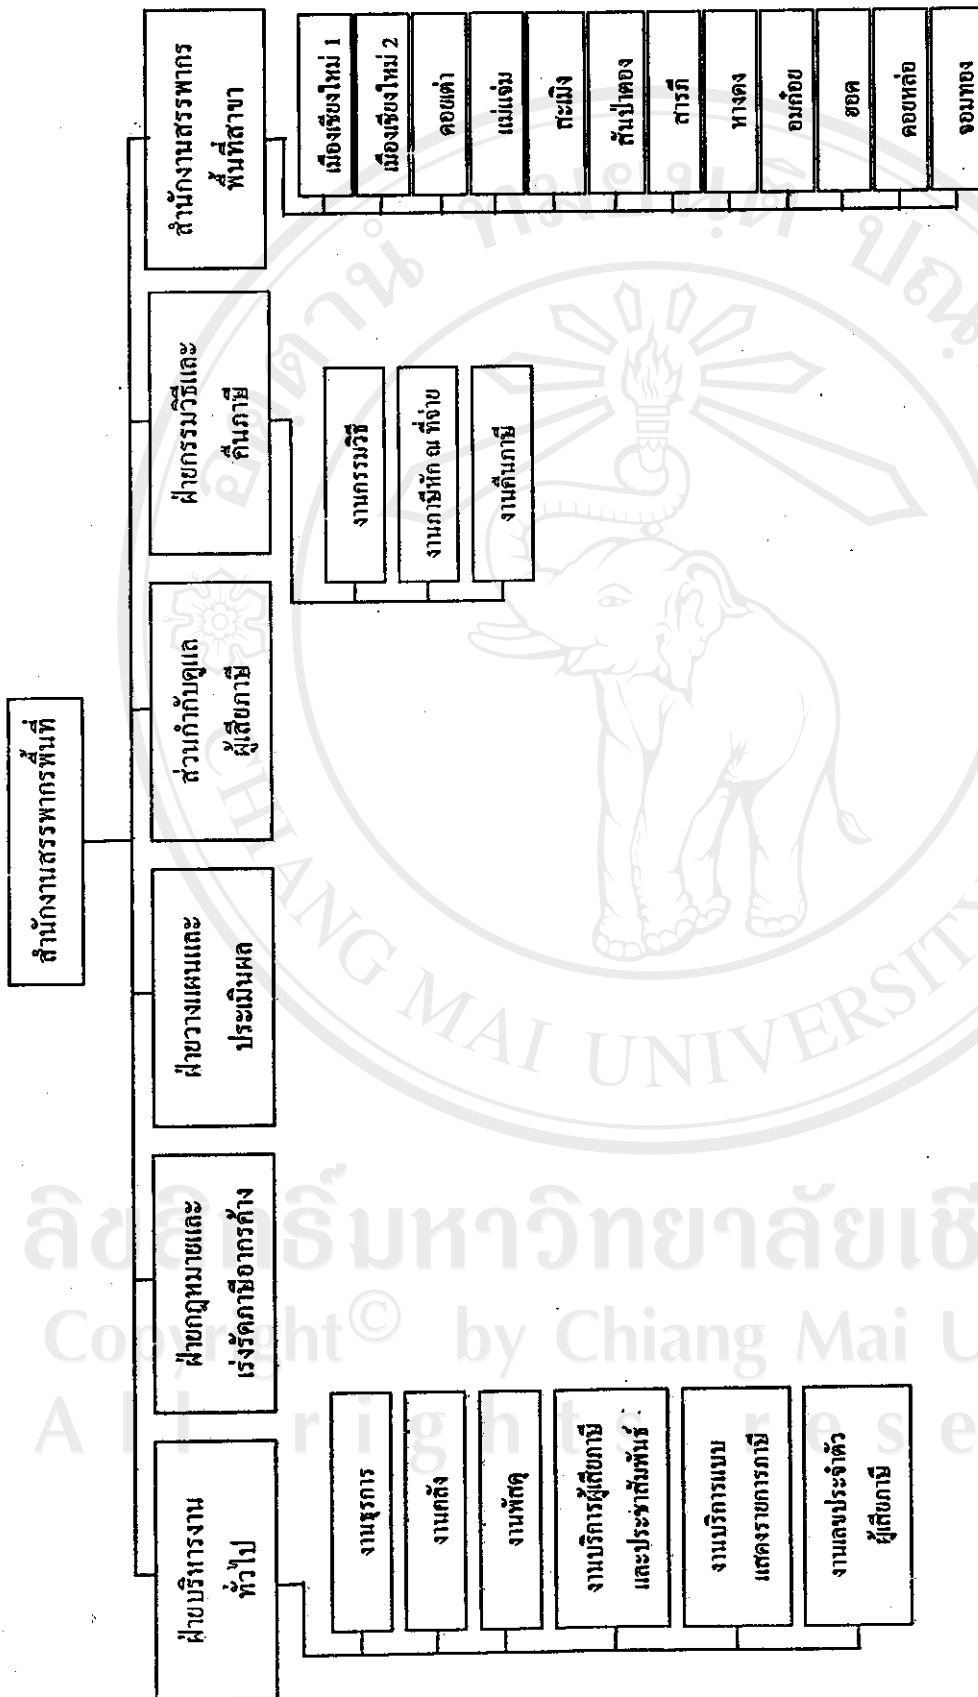 สำนักงานสรรพากรพื้นที่
ฝ่ายบริหารงาน
ทั่วไป
ฝ่ายกฎหมายและ
เร่งรัดภาษีอากรค้าง
ฝ่ายวางแผนและ
ประเมินผล
ส่วนกำกับดูแล
ผู้เสียภาษี
ฝ่ายกรรมวิธีและ
คืนภาษี
สำนักงานสรรพากร
พื้นที่สาขา
งานธุรการ
งานคลัง
งานพัสดุ
งานบริการผู้เสียภาษี
และประชาสัมพันธ์
งานบริการแบบ
แสดงรายการภาษี
งานเลขประจำตัว
ผู้เสียภาษี
งานกรรมวิธี
งานภาษีหัก ณ ที่จ่าย
งานคืนภาษี
เมืองเชียงใหม่ 1
เมืองเชียงใหม่ 2
ดอยเต่า
แม่แจ่ม
สะเมิง
สันป่าตอง
สารภี
หางดง
อมก๋อย
ฮอด
ดอยหล่อ
จอมทอง
CHIANG MAI UNIVERSITY
ลิขสิทธิ์มหาวิทยาลัยเชี
Copyright © by Chiang Mai U
All rights rese